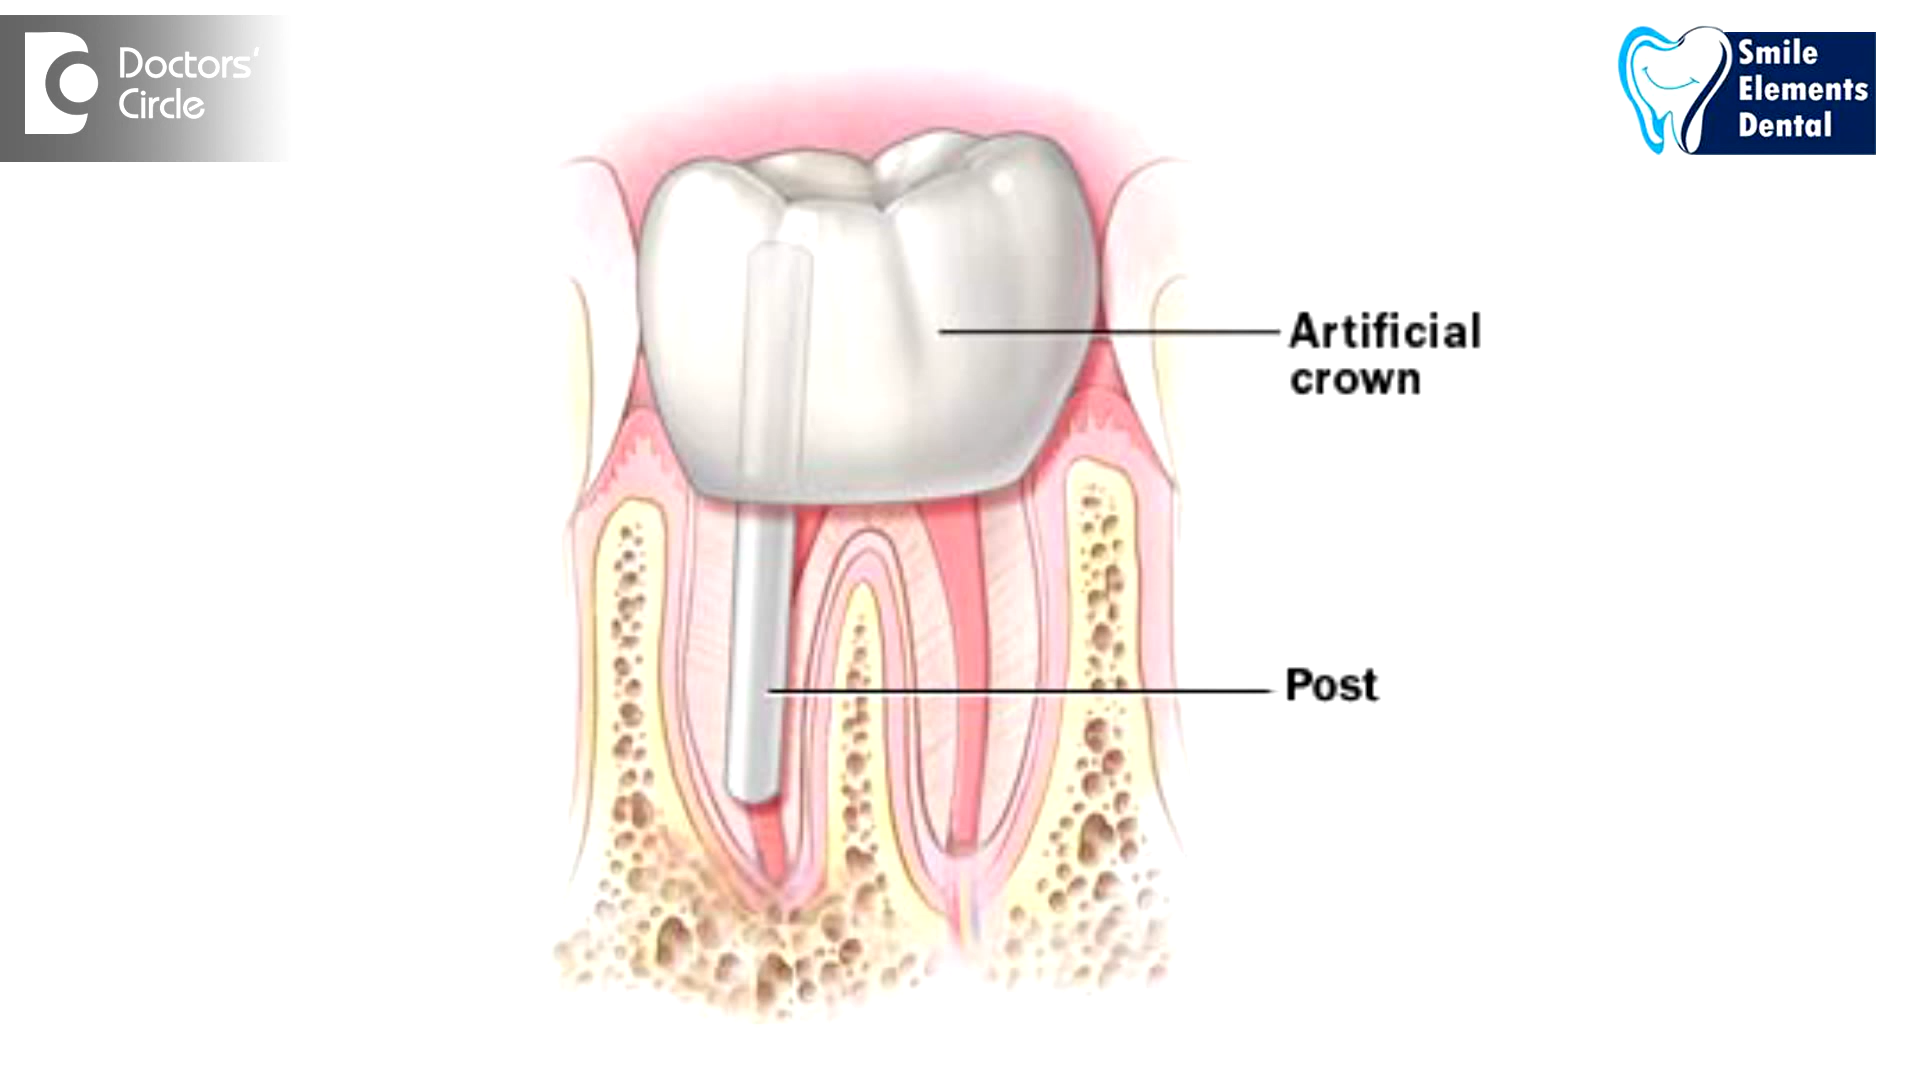 Doctors'
Circle
Smile
Elements
Dental
Artificial
crown
Post